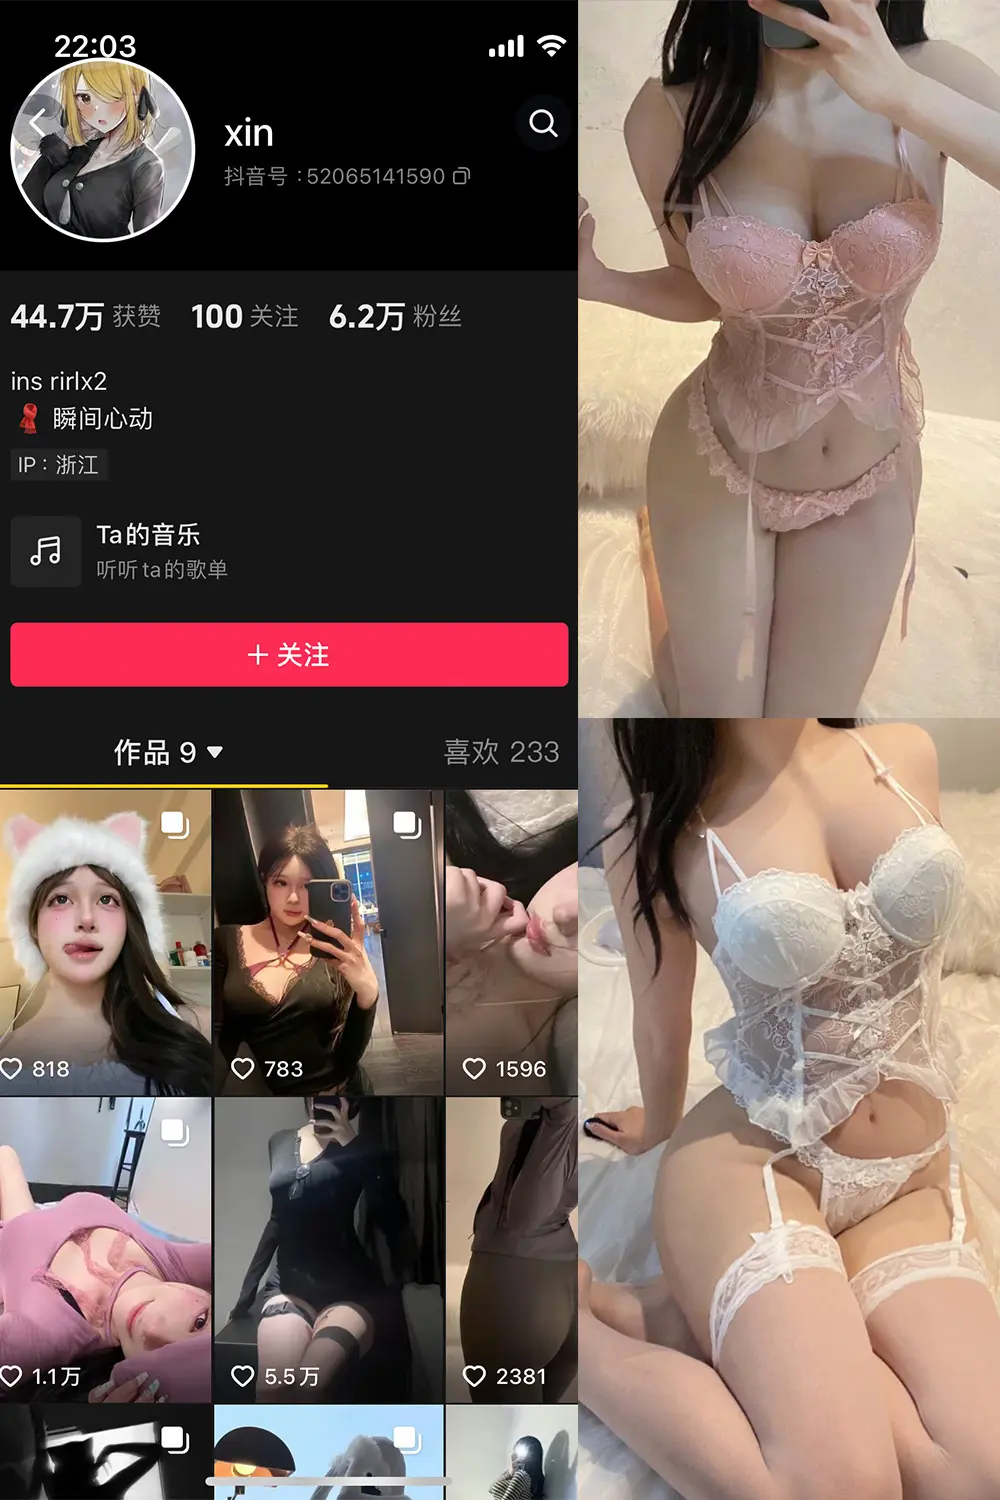 22:03
xin
抖音号：52065141590
44.7万 获赞 100 关注 6.2万 粉丝
ins rirlx2
瞬间心动
IP：浙江
Ta的音乐
听听ta的歌单
+ 关注
作品 9 喜欢 233
818 783 1596
1.1万 5.5万 2381